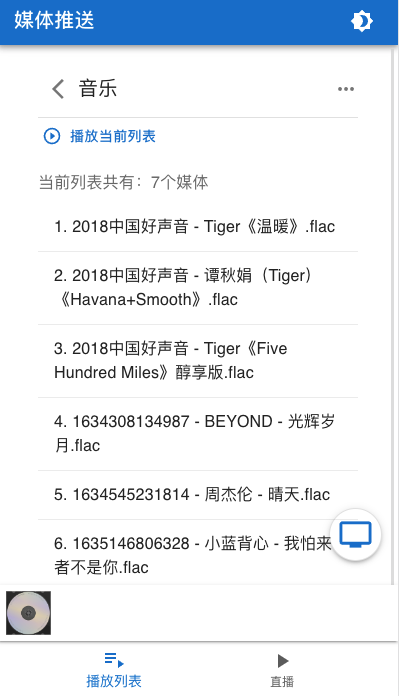 媒体推送
音乐
播放当前列表
当前列表共有：7个媒体
1. 2018中国好声音 - Tiger《温暖》.flac
2. 2018中国好声音 - 谭秋娟（Tiger）
《Havana+Smooth》.flac
3. 2018中国好声音 - Tiger《Five
Hundred Miles》醇享版.flac
4. 1634308134987 - BEYOND - 光辉岁
月.flac
5. 1634545231814 - 周杰伦 - 晴天.flac
6. 1635146806328 - 小蓝背心 - 我怕来
者不是你.flac
播放列表
直播